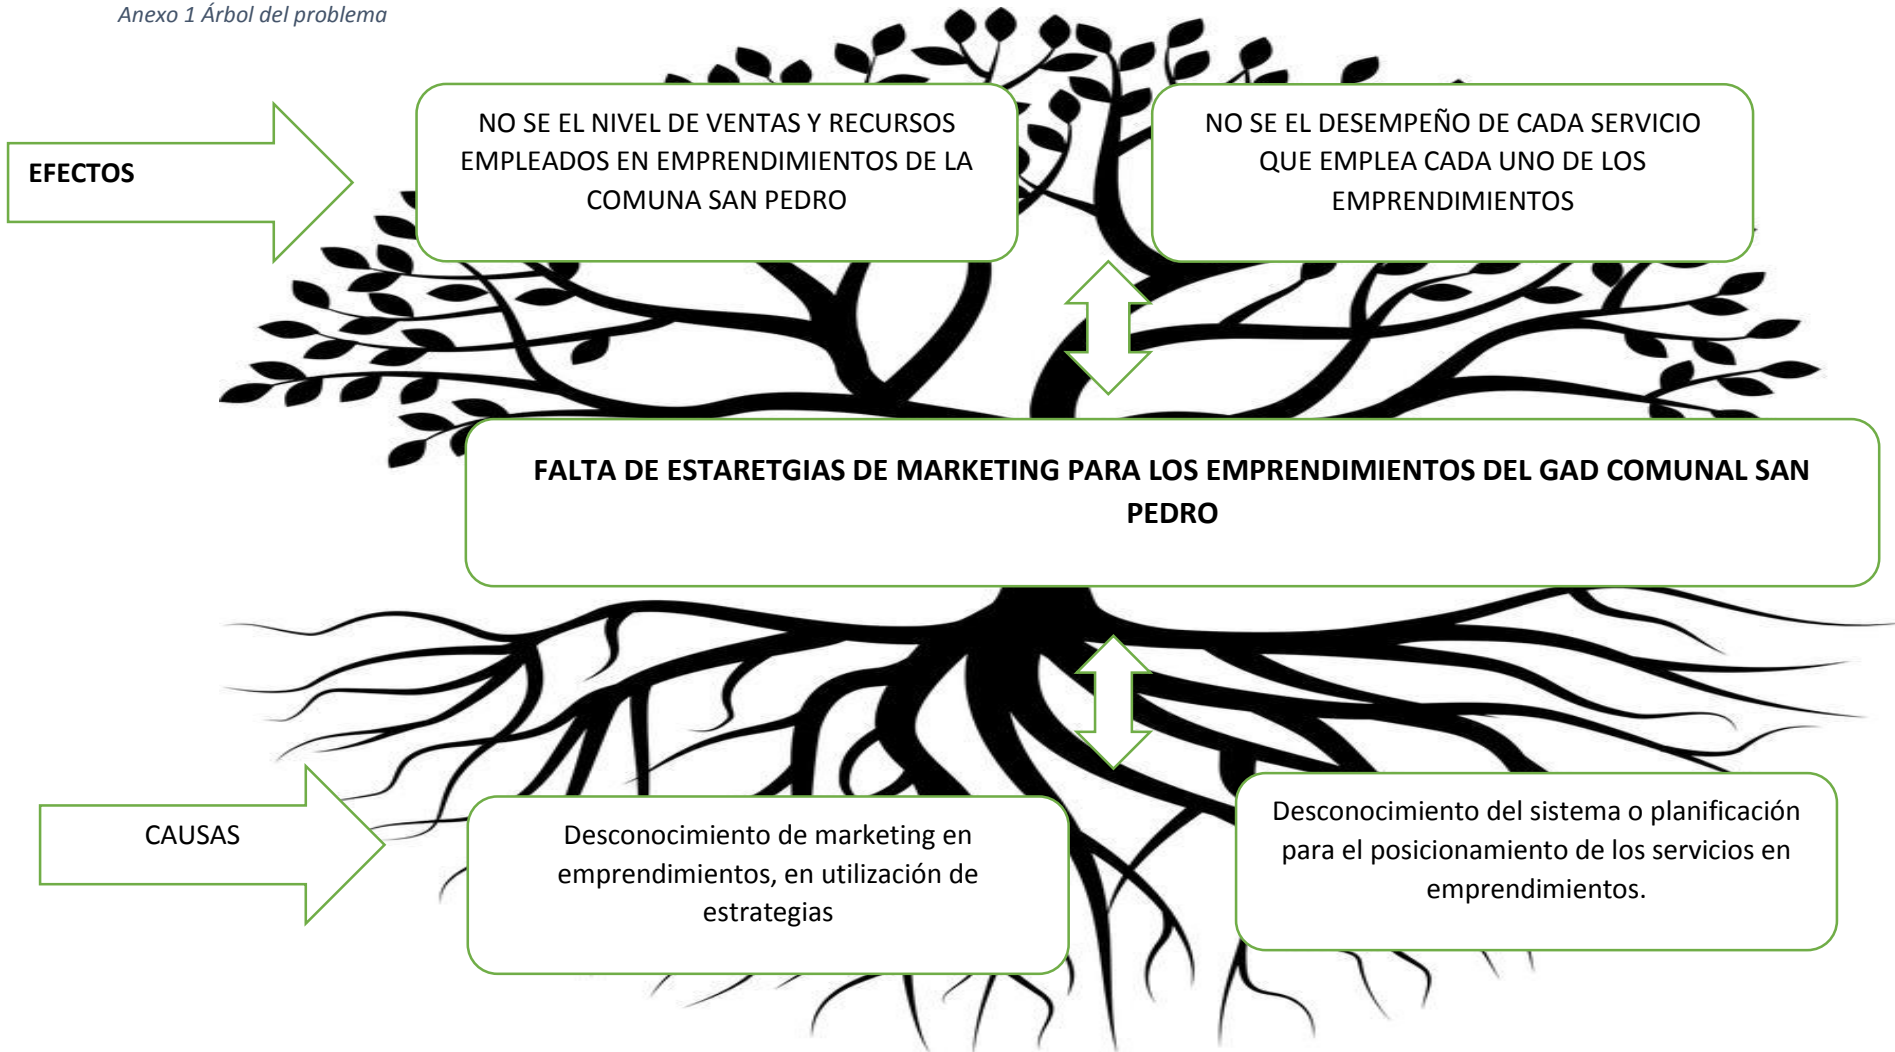 Anexo 1 Árbol del problema
EFECTOS
NO SE EL NIVEL DE VENTAS Y RECURSOS
EMPLEADOS EN EMPRENDIMIENTOS DE LA
COMUNA SAN PEDRO
NO SE EL DESEMPEÑO DE CADA SERVICIO
QUE EMPLEA CADA UNO DE LOS
EMPRENDIMIENTOS
FALTA DE ESTARETGIAS DE MARKETING PARA LOS EMPRENDIMIENTOS DEL GAD COMUNAL SAN
PEDRO
CAUSAS
Desconocimiento de marketing en
emprendimientos, en utilización de
estrategias
Desconocimiento del sistema o planificación
para el posicionamiento de los servicios en
emprendimientos.